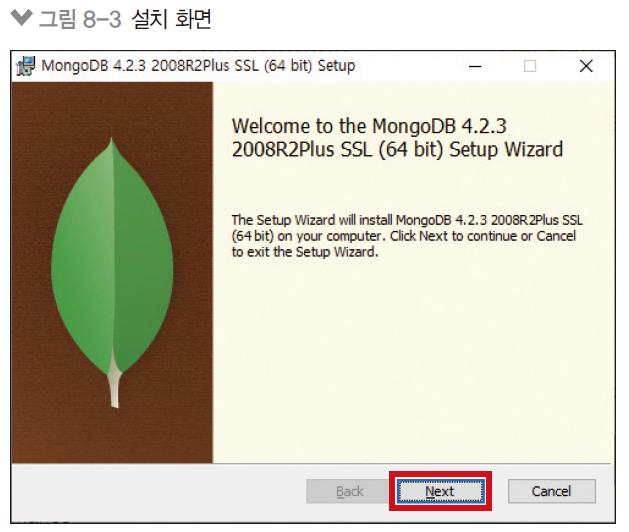 그림 8-3 설치 화면
MongoDB 4.2.3 2008R2Plus SSL (64 bit) Setup
Welcome to the MongoDB 4.2.3
2008R2Plus SSL (64 bit) Setup Wizard
The Setup Wizard will install MongoDB 4.2.3 2008R2Plus SSL
(64 bit) on your computer. Click Next to continue or Cancel
to exit the Setup Wizard.
Back Next Cancel